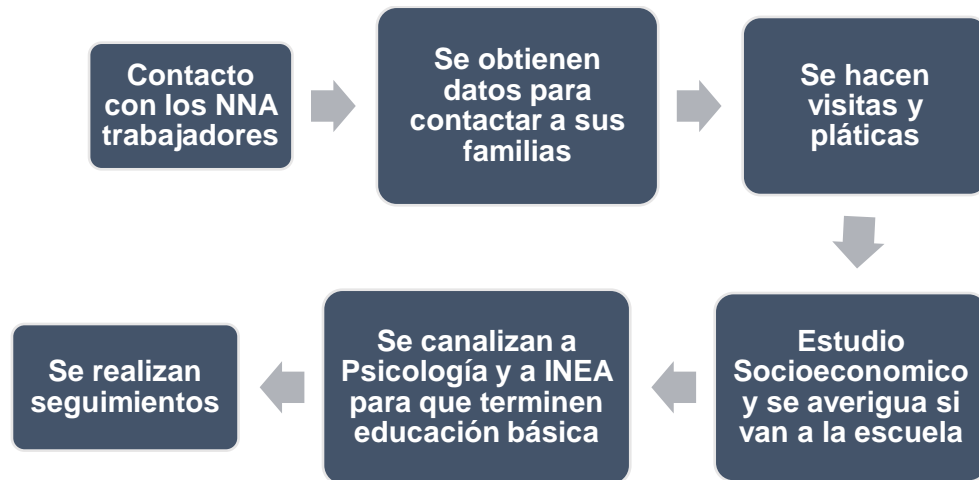 Contacto
con los NNA
trabajadores
Se obtienen
datos para
contactar a sus
familias
Se hacen
visitas y
pláticas
Estudio
Socioeconomico
y se averigua si
van a la escuela
Se canalizan a
Psicología y a INEA
para que terminen
educación básica
Se realizan
seguimientos